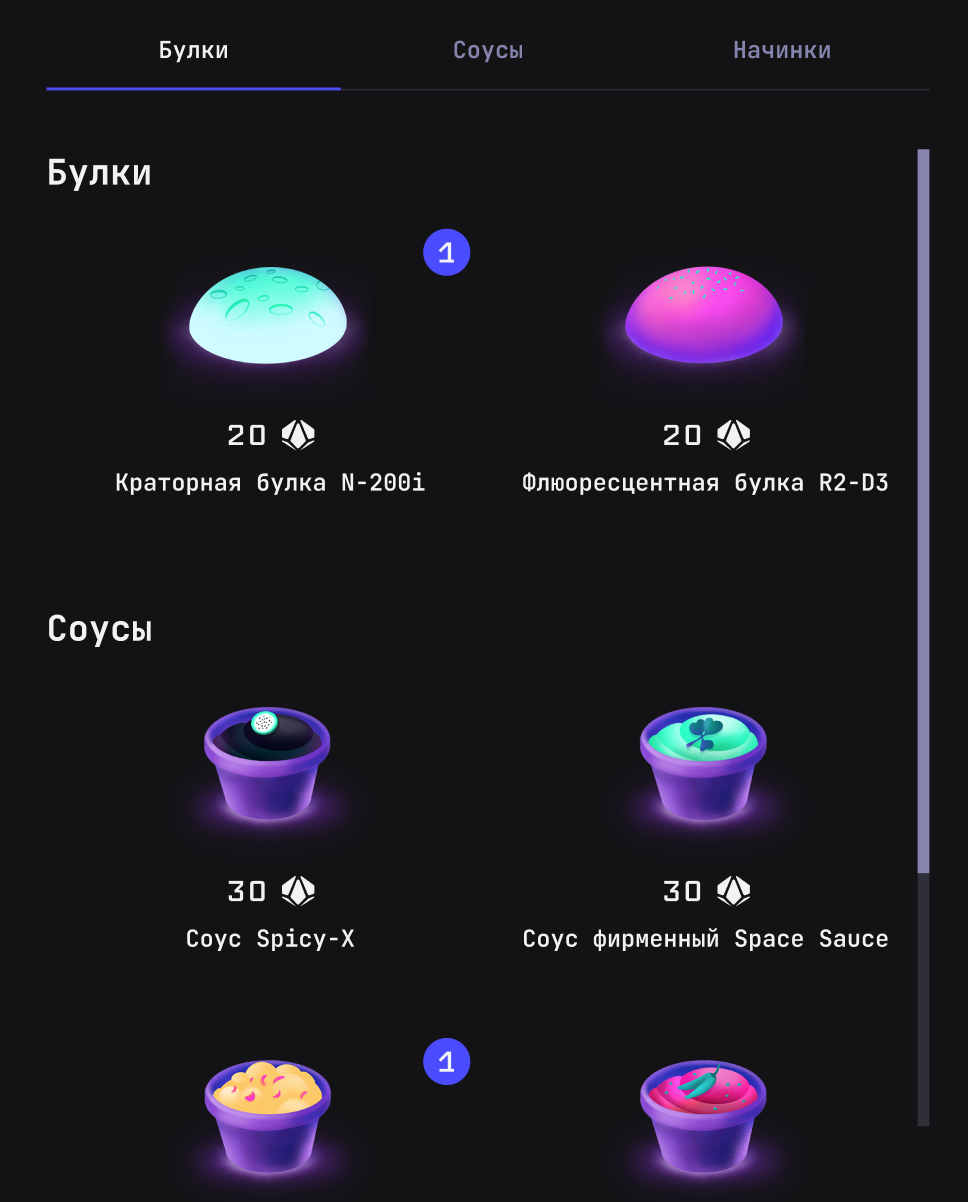 Булки Соусы Начинки
Булки
1
20 20
Краторная булка N-200i Флюоресцентная булка R2-D3
Соусы
30 30
Соус Spicy-X Соус фирменный Space Sauce
1